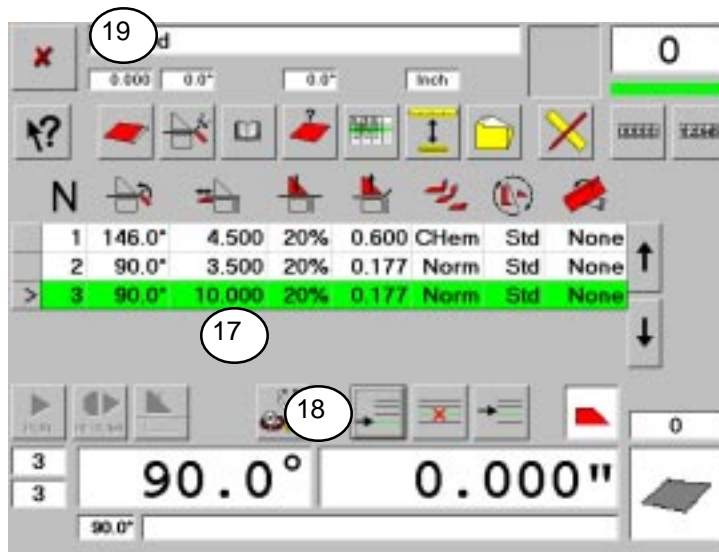 19 d
0
0.000 0.0° 0.0° Inch
?
?
N
1 146.0° 4.500 20% 0.600 CHem Std None
2 90.0° 3.500 20% 0.177 Norm Std None
> 3 90.0° 10.000 20% 0.177 Norm Std None
17
18
0
3
3
90.0° 0.000"
90.0°